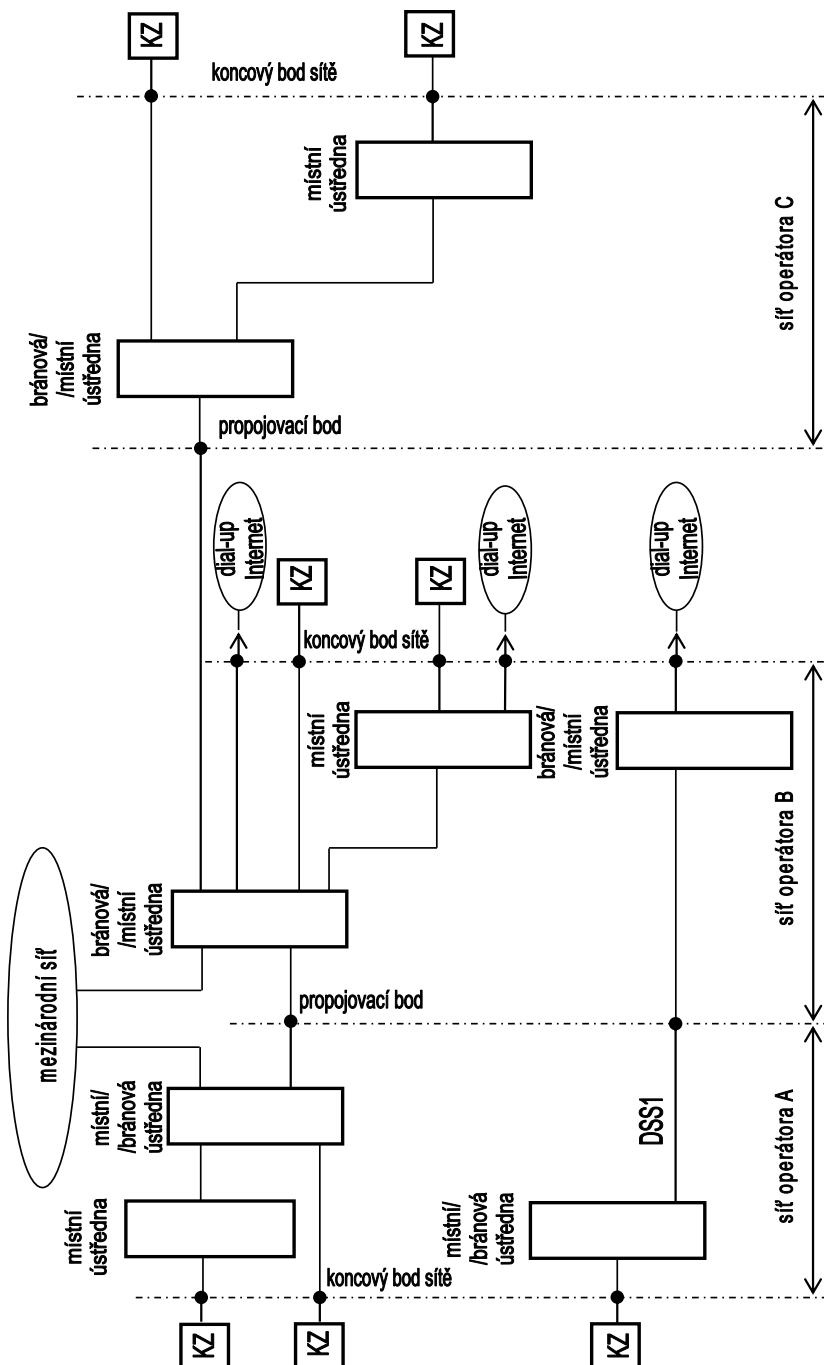 KZ
KZ
koncový bod sítě
místní
ústředna
síť operátora C
bránová/
/místní
ústředna
propojovací bod
dial-up
Internet
KZ
dial-up
Internet
KZ
dial-up
Internet
koncový bod sítě
místní
ústředna
bránová/
/místní
ústředna
síť operátora B
bránová/
/místní
ústředna
mezinárodní síť
propojovací bod
místní/
/bránová
ústředna
DSS1
síť operátora A
místní
ústředna
místní/
/bránová
ústředna
koncový bod sítě
KZ
KZ
KZ